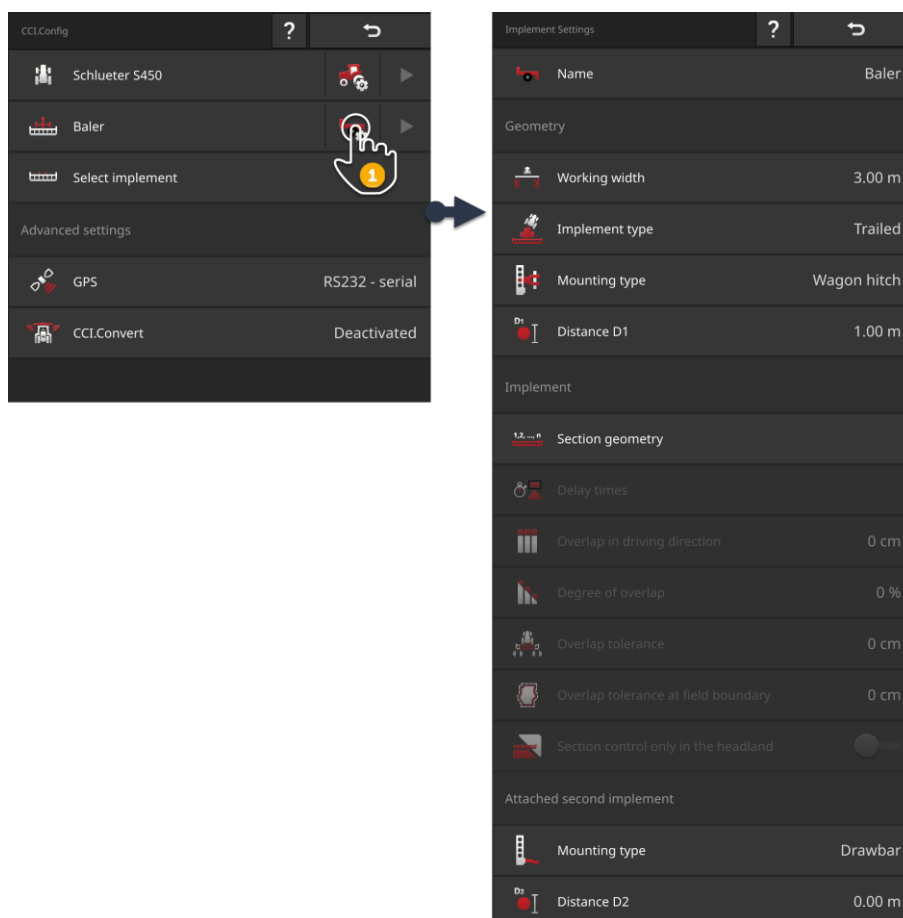 CCI.Config
?
Schlueter S450
Baler
1
Select implement
Advanced settings
GPS RS232 - serial
CCI.Convert Deactivated
Implement Settings
?
Name Baler
Geometry
Working width 3.00 m
Implement type Trailed
Mounting type Wagon hitch
D1 Distance D1 1.00 m
Implement
1,2, ..., n Section geometry
Delay times
Overlap in driving direction 0 cm
Degree of overlap 0 %
Overlap tolerance 0 cm
Overlap tolerance at field boundary 0 cm
Section control only in the headland
Attached second implement
Mounting type Drawbar
D2 Distance D2 0.00 m